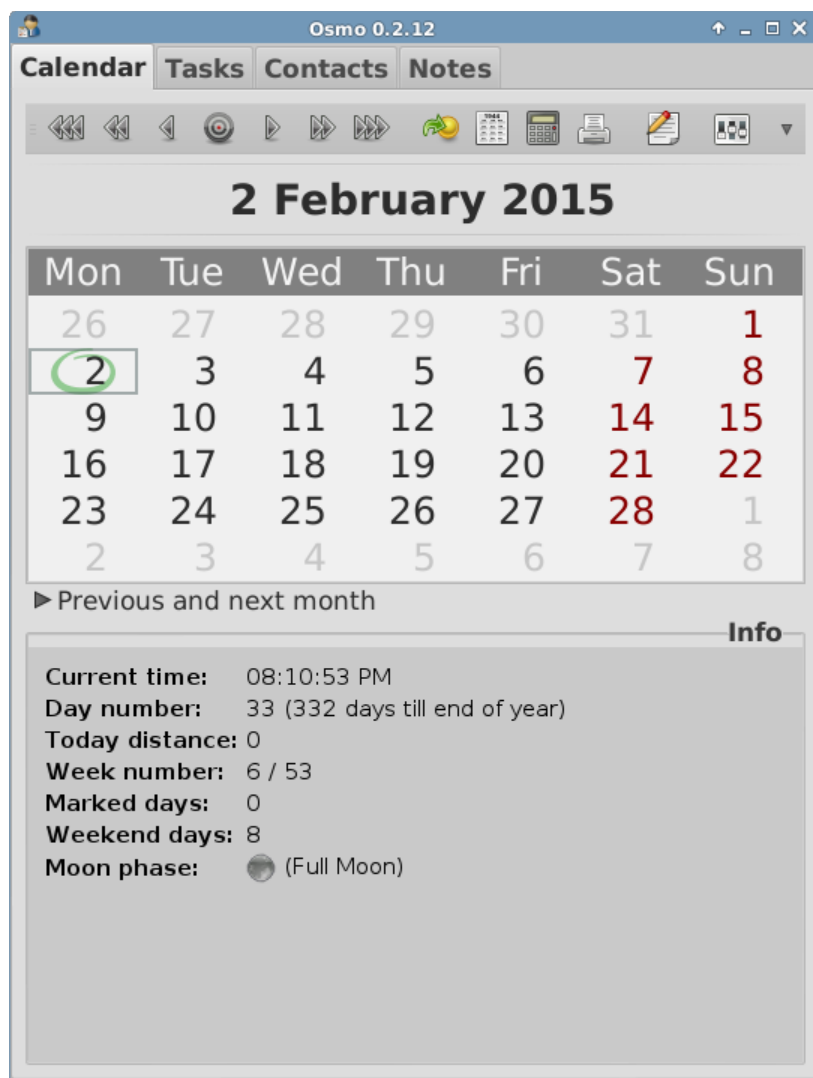 Osmo 0.2.12
Calendar Tasks Contacts Notes
1944
2 February 2015
Mon Tue Wed Thu Fri Sat Sun
26 27 28 29 30 31 1
2 3 4 5 6 7 8
9 10 11 12 13 14 15
16 17 18 19 20 21 22
23 24 25 26 27 28 1
2 3 4 5 6 7 8
Previous and next month
Info
Current time: 08:10:53 PM
Day number: 33 (332 days till end of year)
Today distance: 0
Week number: 6 / 53
Marked days: 0
Weekend days: 8
Moon phase: (Full Moon)